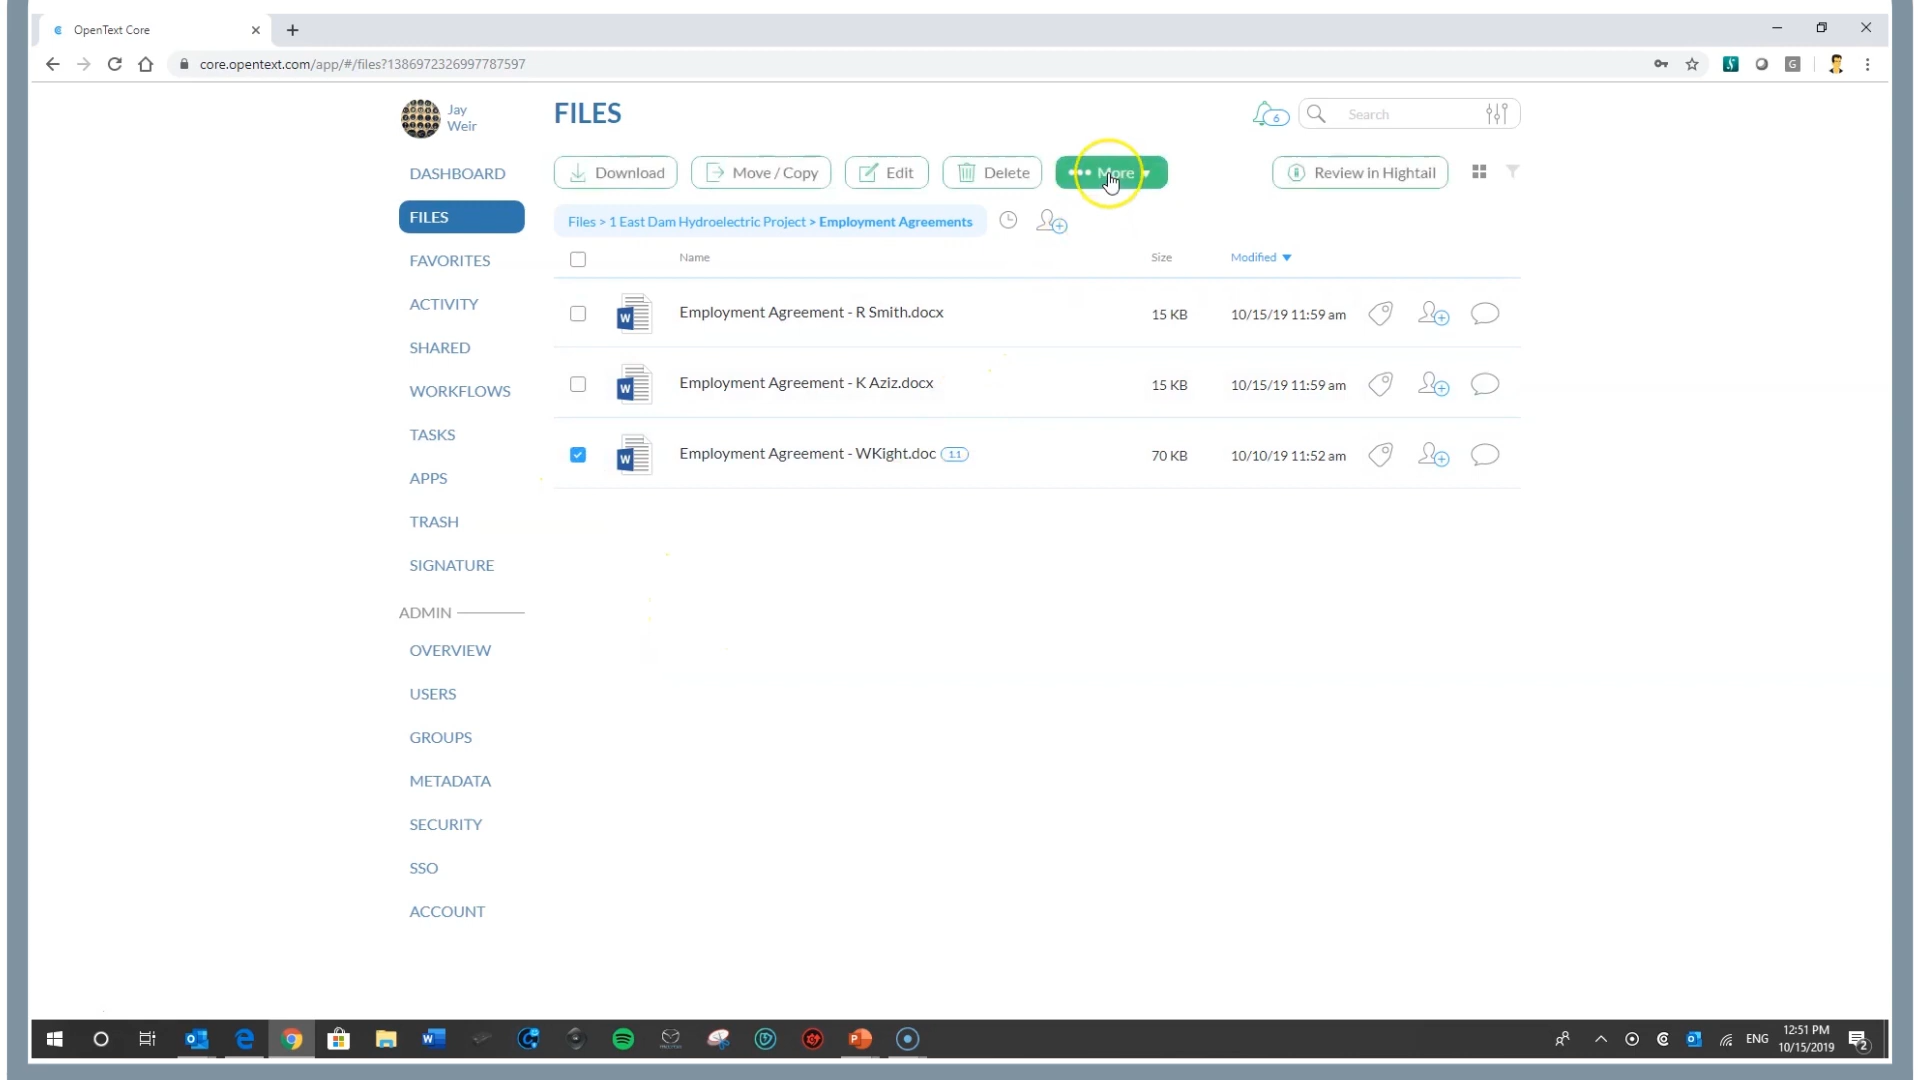 OpenText Core
core.opentext.com/app/#/files?1386972326997787597
Jay
Weir
FILES
6
Search
DASHBOARD
Download
Move / Copy
Edit
Delete
More
Review in Hightail
FILES
Files > 1 East Dam Hydroelectric Project > Employment Agreements
Name
Size
Modified
FAVORITES
ACTIVITY
Employment Agreement - R Smith.docx
15 KB
10/15/19 11:59 am
SHARED
WORKFLOWS
Employment Agreement - K Aziz.docx
15 KB
10/15/19 11:59 am
TASKS
Employment Agreement - WKight.doc 1.1
70 KB
10/10/19 11:52 am
APPS
TRASH
SIGNATURE
ADMIN
OVERVIEW
USERS
GROUPS
METADATA
SECURITY
SSO
ACCOUNT
ENG
12:51 PM
10/15/2019
2